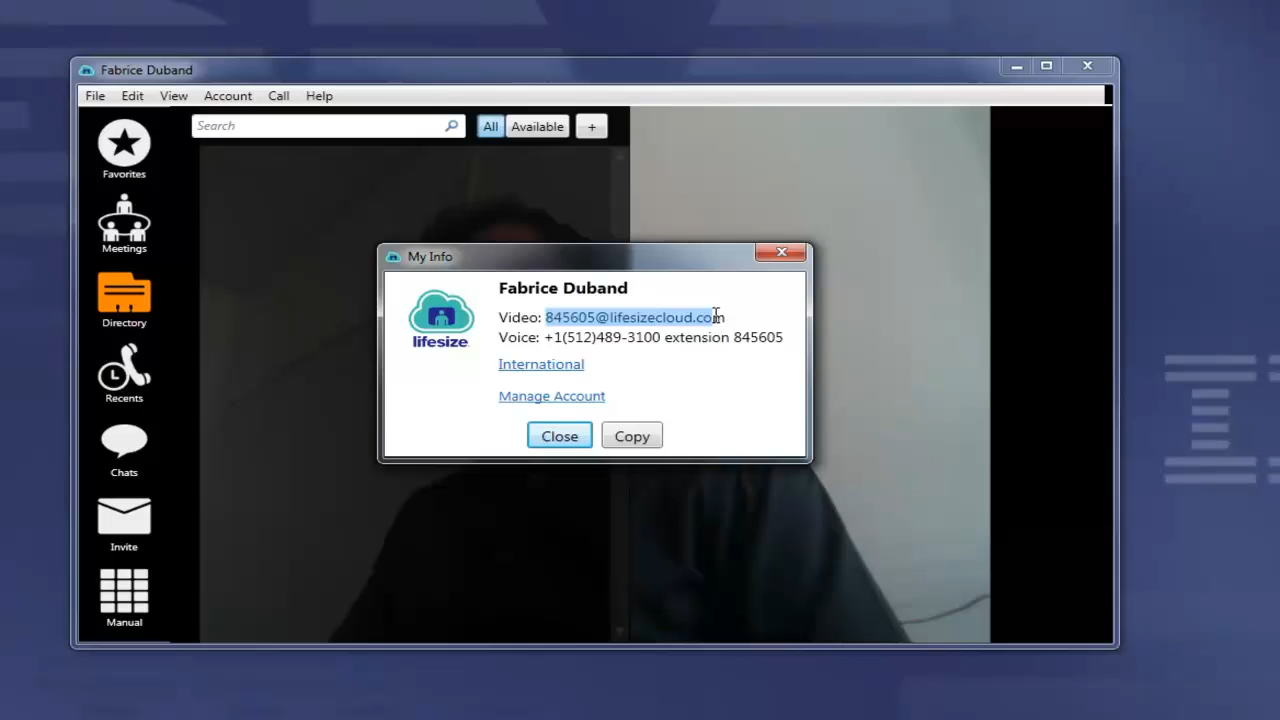 Fabrice Duband
File Edit View Account Call Help
Search
All Available +
Favorites
Meetings
Directory
Recents
Chats
Invite
Manual
My Info
lifesize
Fabrice Duband
Video: 845605@lifesizecloud.com
Voice: +1(512)489-3100 extension 845605
International
Manage Account
Close Copy